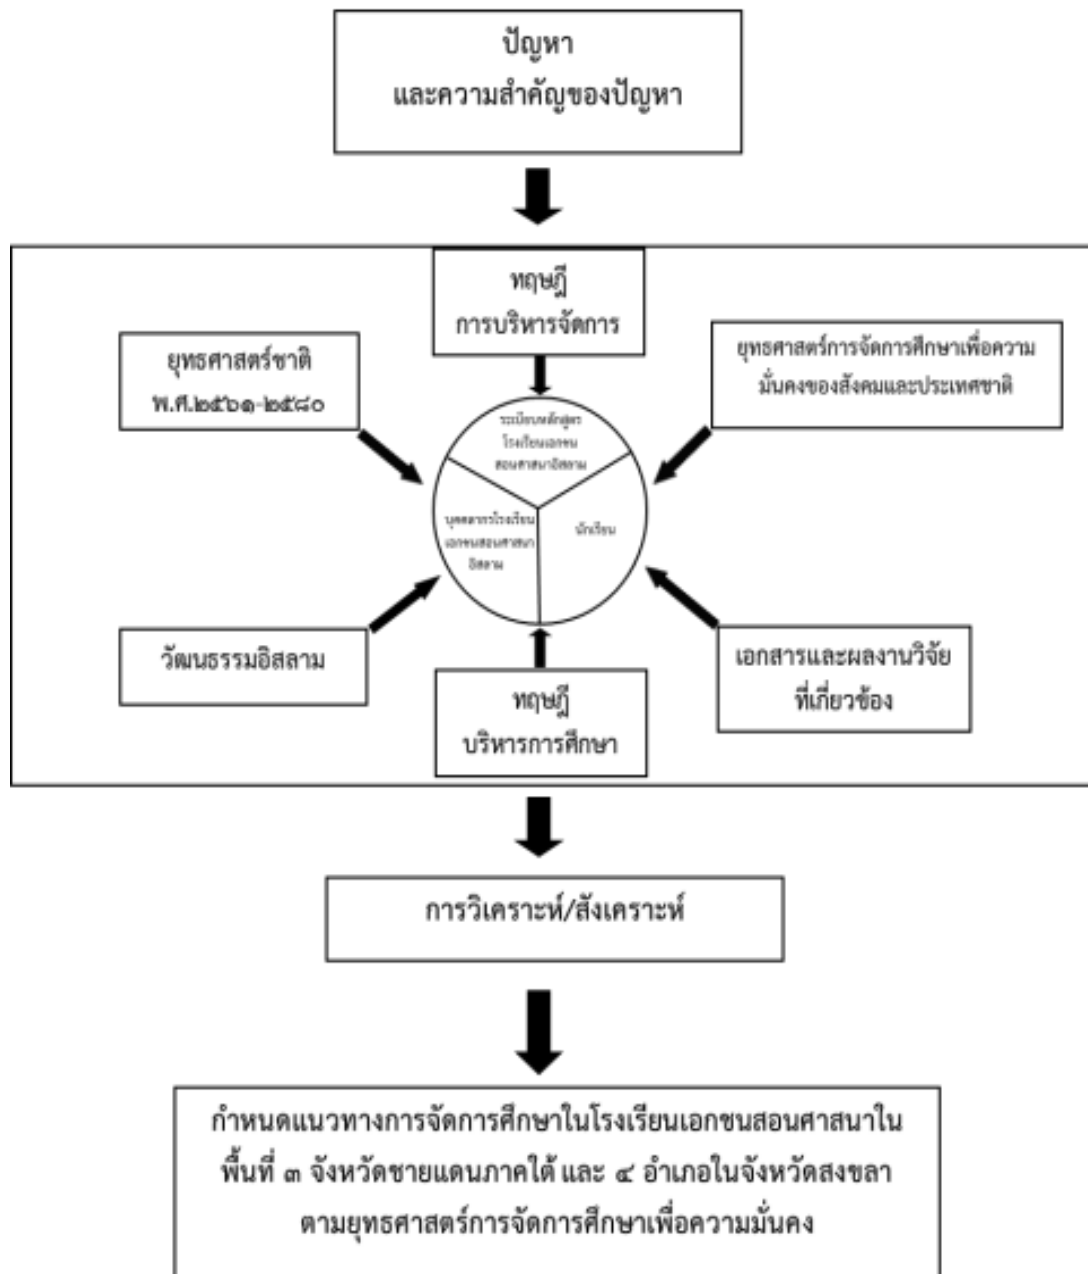 ปัญหา
และความสำคัญของปัญหา
ทฤษฎี
การบริหารจัดการ
ยุทธศาสตร์ชาติ
พ.ศ.๒๕๖๑-๒๕๘๐
ยุทธศาสตร์การจัดการศึกษาเพื่อความ
มั่นคงของสังคมและประเทศชาติ
ระเบียบหลักสูตร
โรงเรียนเอกชน
สอนศาสนาอิสลาม
บุคคลากรโรงเรียน
เอกชนสอนศาสนา
อิสลาม
นักเรียน
วัฒนธรรมอิสลาม
เอกสารและผลงานวิจัย
ที่เกี่ยวข้อง
ทฤษฎี
บริหารการศึกษา
การวิเคราะห์/สังเคราะห์
กำหนดแนวทางการจัดการศึกษาในโรงเรียนเอกชนสอนศาสนาใน
พื้นที่ ๓ จังหวัดชายแดนภาคใต้ และ ๔ อำเภอในจังหวัดสงขลา
ตามยุทธศาสตร์การจัดการศึกษาเพื่อความมั่นคง